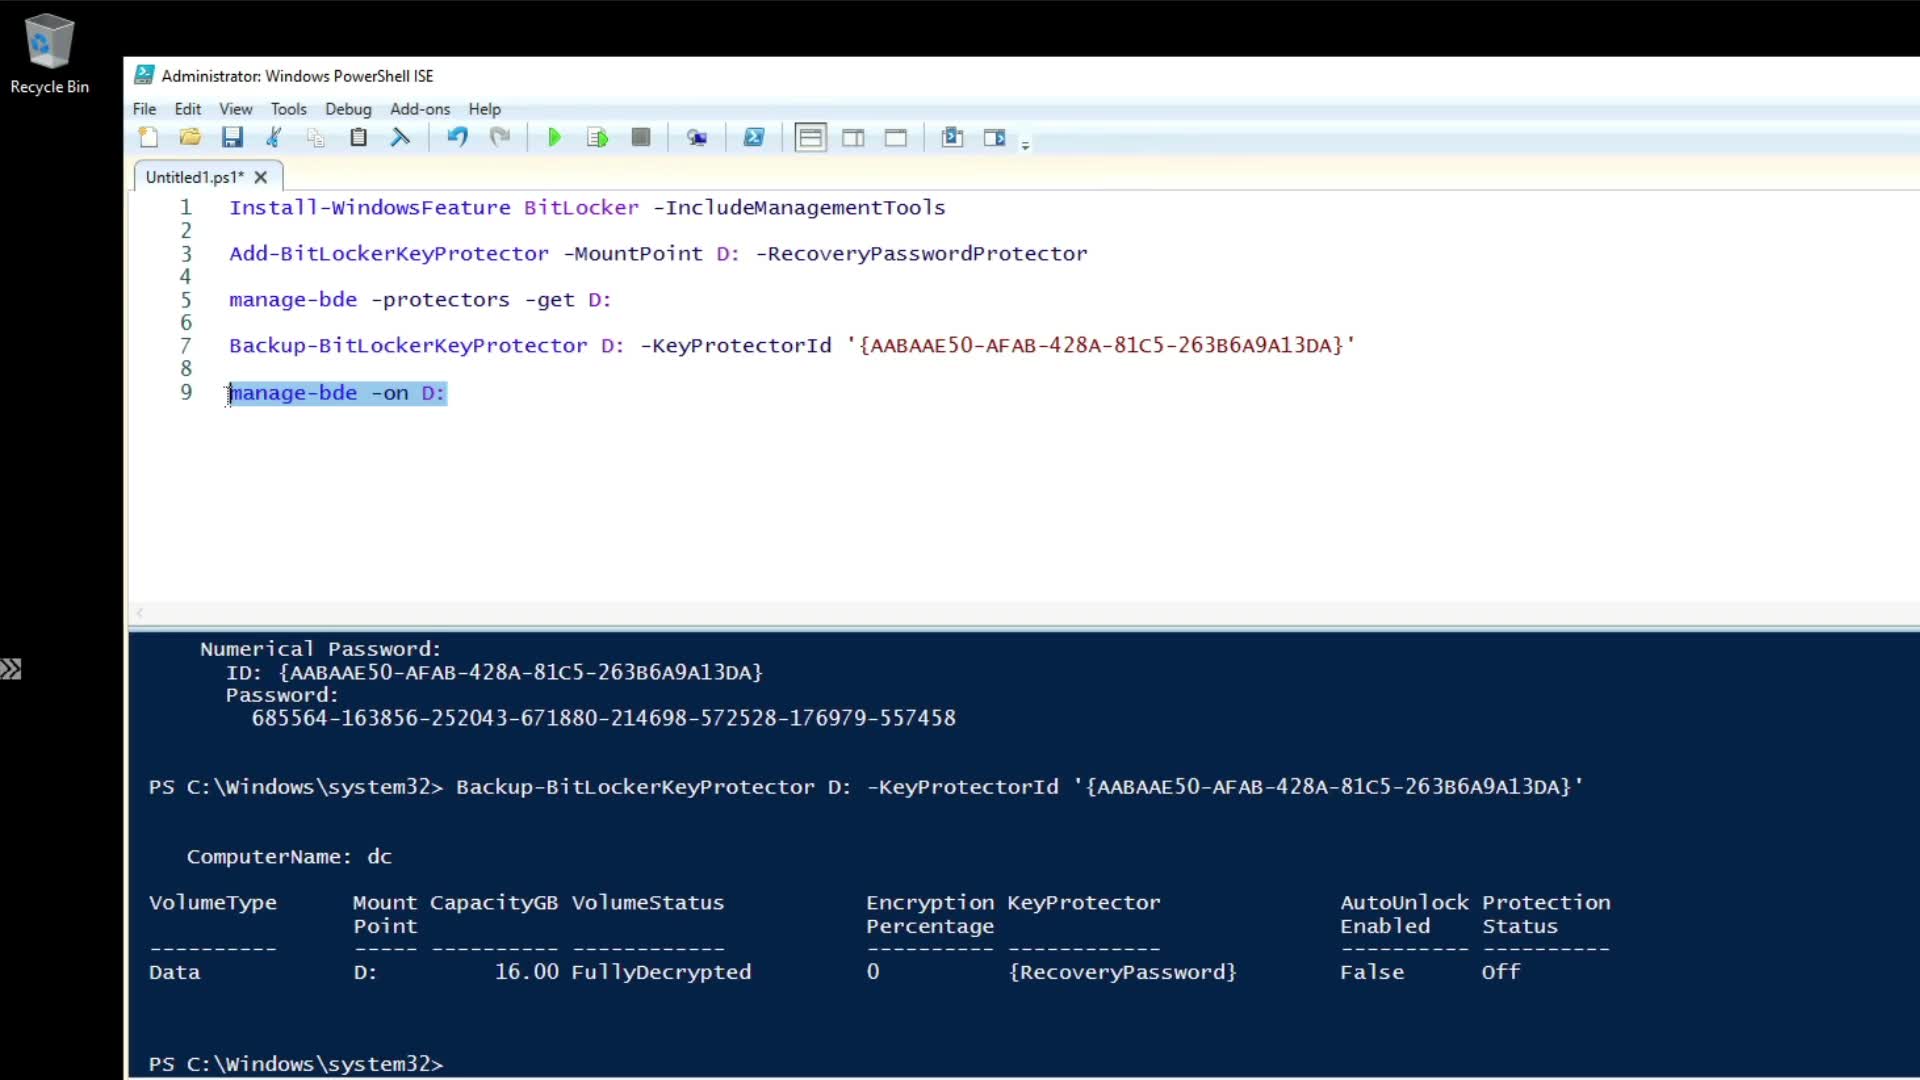 Recycle Bin
Administrator: Windows PowerShell ISE
File Edit View Tools Debug Add-ons Help
Untitled1.ps1*
1 Install-WindowsFeature BitLocker -IncludeManagementTools
2
3 Add-BitLockerKeyProtector -MountPoint D: -RecoveryPasswordProtector
4
5 manage-bde -protectors -get D:
6
7 Backup-BitLockerKeyProtector D: -KeyProtectorId '{AABAAE50-AFAB-428A-81C5-263B6A9A13DA}'
8
9 manage-bde -on D:
Numerical Password:
ID: {AABAAE50-AFAB-428A-81C5-263B6A9A13DA}
Password:
685564-163856-252043-671880-214698-572528-176979-557458
PS C:\Windows\system32> Backup-BitLockerKeyProtector D: -KeyProtectorId '{AABAAE50-AFAB-428A-81C5-263B6A9A13DA}'
ComputerName: dc
VolumeType Mount CapacityGB VolumeStatus Encryption KeyProtector AutoUnlock Protection
Point Percentage Enabled Status
---------- ----- ---------- ------------ ---------- ------------ ---------- ----------
Data D: 16.00 FullyDecrypted 0 {RecoveryPassword} False Off
PS C:\Windows\system32>